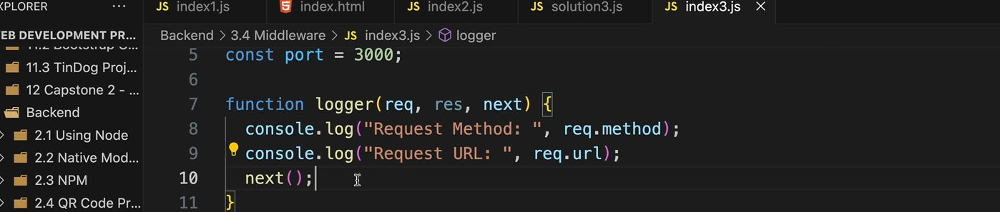 XPLORER
JS index1.js
index.html
JS index2.js
JS solution3.js
JS index3.js
EB DEVELOPMENT PR...
11.2 Bootstrap C...
11.3 TinDog Proj...
12 Capstone 2 - ...
Backend
2.1 Using Node
2.2 Native Mod...
2.3 NPM
2.4 QR Code Pr...
Backend > 3.4 Middleware > JS index3.js > logger
5 const port = 3000;
6
7 function logger(req, res, next) {
8 console.log("Request Method: ", req.method);
9 console.log("Request URL: ", req.url);
10 next();
11 }